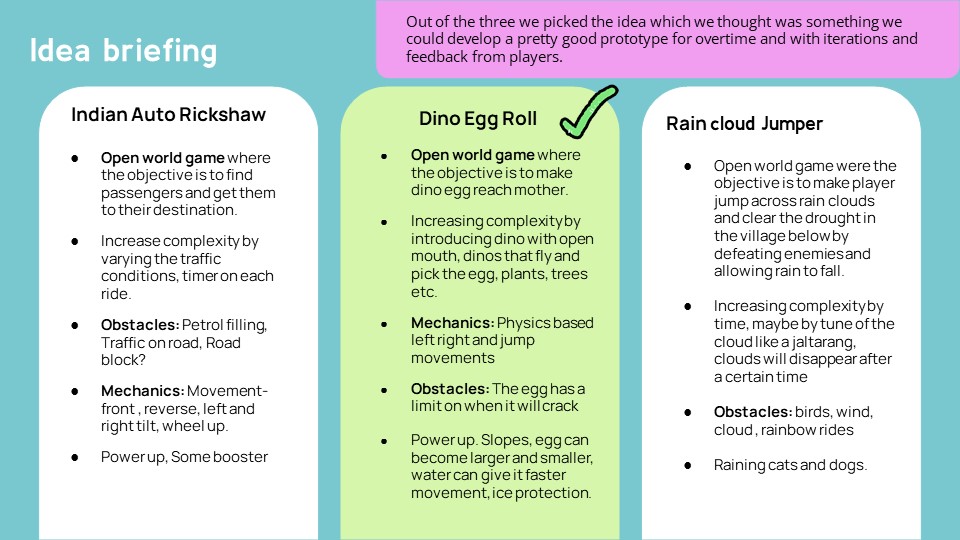 Idea briefing
Out of the three we picked the idea which we thought was something we
could develop a pretty good prototype for overtime and with iterations and
feedback from players.
Indian Auto Rickshaw
● Open world game where
the objective is to find
passengers and get them
to their destination.
● Increase complexity by
varying the traffic
conditions, timer on each
ride.
● Obstacles: Petrol filling,
Traffic on road, Road
block?
● Mechanics: Movement-
front , reverse, left and
right tilt, wheel up.
● Power up, Some booster
Dino Egg Roll
● Open world game where
the objective is to make
dino egg reach mother.
● Increasing complexity by
introducing dino with open
mouth, dinos that fly and
pick the egg, plants, trees
etc.
● Mechanics: Physics based
left right and jump
movements
● Obstacles: The egg has a
limit on when it will crack
● Power up. Slopes, egg can
become larger and smaller,
water can give it faster
movement, ice protection.
Rain cloud Jumper
● Open world game were the
objective is to make player
jump across rain clouds
and clear the drought in
the village below by
defeating enemies and
allowing rain to fall.
● Increasing complexity by
time, maybe by tune of the
cloud like a jaltarang,
clouds will disappear after
a certain time
● Obstacles: birds, wind,
cloud , rainbow rides
● Raining cats and dogs.